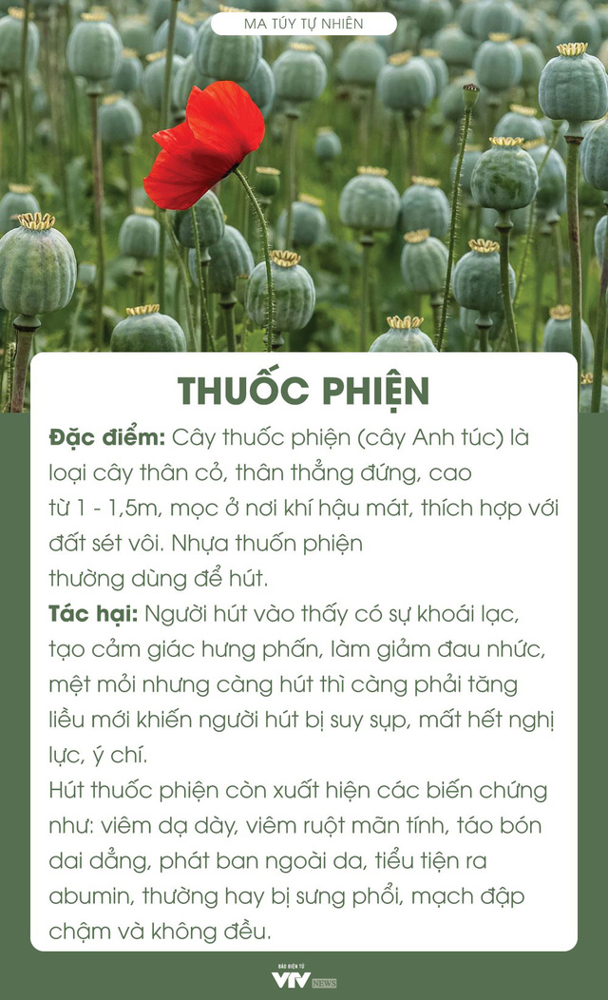 MA TÚY TỰ NHIÊN
THUỐC PHIỆN
Đặc điểm: Cây thuốc phiện (cây Anh túc) là
loại cây thân cỏ, thân thẳng đứng, cao
từ 1 - 1,5m, mọc ở nơi khí hậu mát, thích hợp với
đất sét vôi. Nhựa thuốn phiện
thường dùng để hút.
Tác hại: Người hút vào thấy có sự khoái lạc,
tạo cảm giác hưng phấn, làm giảm đau nhức,
mệt mỏi nhưng càng hút thì càng phải tăng
liều mới khiến người hút bị suy sụp, mất hết nghị
lực, ý chí.
Hút thuốc phiện còn xuất hiện các biến chứng
như: viêm dạ dày, viêm ruột mãn tính, táo bón
dai dẳng, phát ban ngoài da, tiểu tiện ra
abumin, thường hay bị sưng phổi, mạch đập
chậm và không đều.
BÁO ĐIỆN TỬ
VTV NEWS